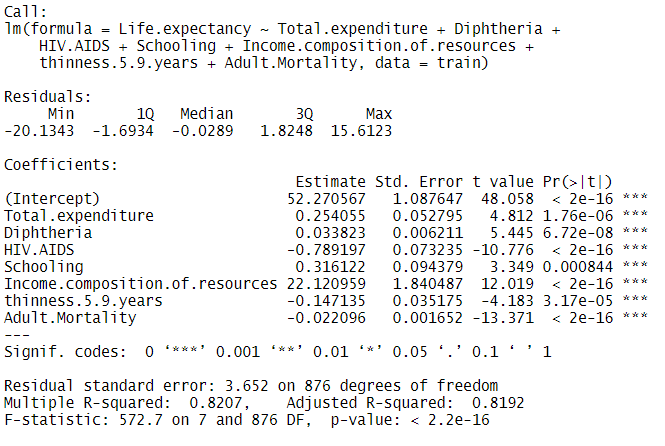 Call:
lm(formula = Life.expectancy ~ Total.expenditure + Diphtheria +
    HIV.AIDS + Schooling + Income.composition.of.resources +
    thinness.5.9.years + Adult.Mortality, data = train)

Residuals:
     Min       1Q   Median       3Q      Max
-20.1343  -1.6934  -0.0289   1.8248  15.6123

Coefficients:
                                Estimate Std. Error t value Pr(>|t|)
(Intercept)                    52.270567   1.087647  48.058  < 2e-16 ***
Total.expenditure               0.254055   0.052795   4.812 1.76e-06 ***
Diphtheria                      0.033823   0.006211   5.445 6.72e-08 ***
HIV.AIDS                       -0.789197   0.073235 -10.776  < 2e-16 ***
Schooling                       0.316122   0.094379   3.349 0.000844 ***
Income.composition.of.resources 22.120959   1.840487  12.019  < 2e-16 ***
thinness.5.9.years             -0.147135   0.035175  -4.183 3.17e-05 ***
Adult.Mortality                -0.022096   0.001652 -13.371  < 2e-16 ***
---
Signif. codes:  0 ‘***’ 0.001 ‘**’ 0.01 ‘*’ 0.05 ‘.’ 0.1 ‘ ’ 1

Residual standard error: 3.652 on 876 degrees of freedom
Multiple R-squared:  0.8207,    Adjusted R-squared:  0.8192
F-statistic: 572.7 on 7 and 876 DF,  p-value: < 2.2e-16